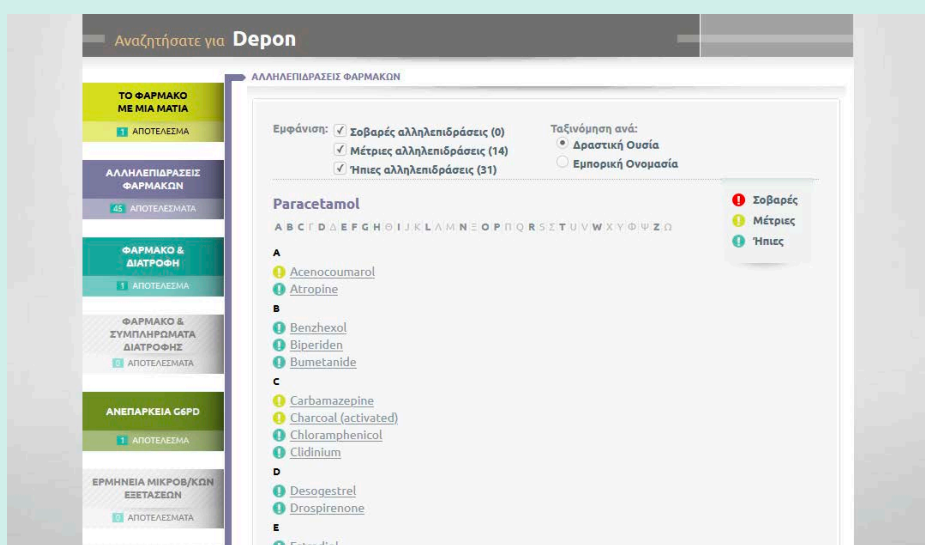 Αναζητήσατε για Depon
ΤΟ ΦΑΡΜΑΚΟ
ΜΕ ΜΙΑ ΜΑΤΙΑ
1 ΑΠΟΤΕΛΕΣΜΑ
ΑΛΛΗΛΕΠΙΔΡΑΣΕΙΣ
ΦΑΡΜΑΚΩΝ
45 ΑΠΟΤΕΛΕΣΜΑΤΑ
ΦΑΡΜΑΚΟ &
ΔΙΑΤΡΟΦΗ
1 ΑΠΟΤΕΛΕΣΜΑ
ΦΑΡΜΑΚΟ &
ΣΥΜΠΛΗΡΩΜΑΤΑ
ΔΙΑΤΡΟΦΗΣ
0 ΑΠΟΤΕΛΕΣΜΑΤΑ
ΑΝΕΠΑΡΚΕΙΑ G6PD
1 ΑΠΟΤΕΛΕΣΜΑ
ΕΡΜΗΝΕΙΑ ΜΙΚΡΟΒ/ΚΩΝ
ΕΞΕΤΑΣΕΩΝ
0 ΑΠΟΤΕΛΕΣΜΑΤΑ
ΑΛΛΗΛΕΠΙΔΡΑΣΕΙΣ ΦΑΡΜΑΚΩΝ
Εμφάνιση: Σοβαρές αλληλεπιδράσεις (0)
Μέτριες αλληλεπιδράσεις (14)
Ήπιες αλληλεπιδράσεις (31)
Ταξινόμηση ανά:
Δραστική Ουσία
Εμπορική Ονομασία
Σοβαρές
Μέτριες
Ήπιες
Paracetamol
A B C Γ D Δ E F G H Θ I J K L Λ M N Ξ O P Π Q R S Σ T U V W X Y Φ Ψ Z Ω
A
Acenocoumarol
Atropine
B
Benzhexol
Biperiden
Bumetanide
C
Carbamazepine
Charcoal (activated)
Chloramphenicol
Clidinium
D
Desogestrel
Drospirenone
E
Estradiol